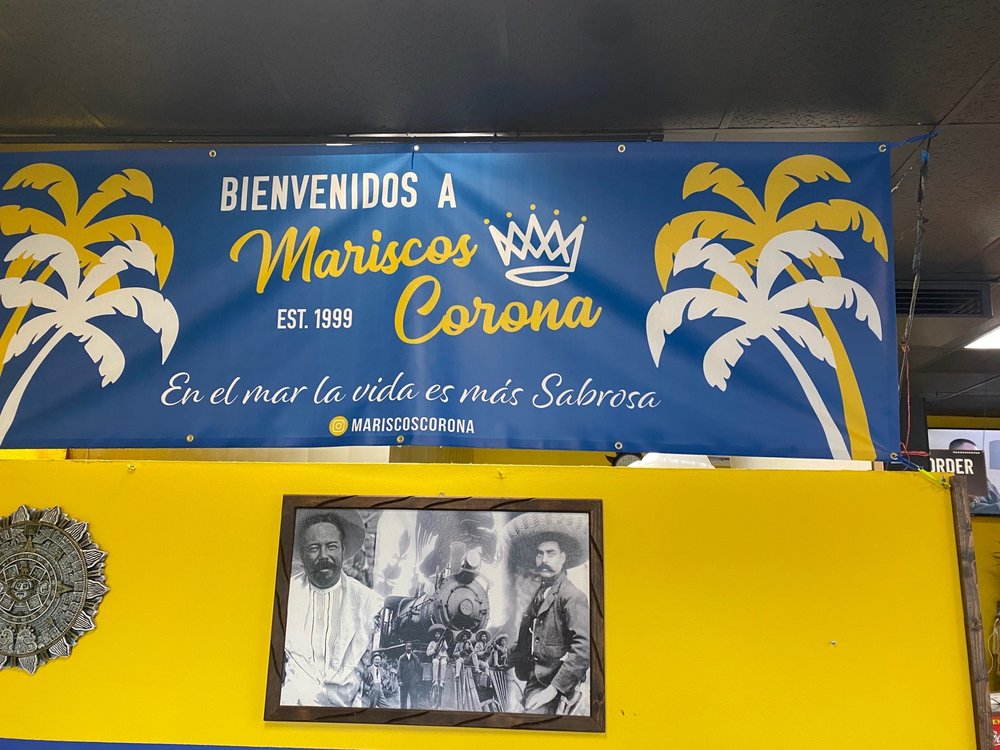 BIENVENIDOS A
Mariscos
Corona
EST. 1999
En el mar la vida es más Sabrosa
MARISCOSCORONA
ORDER